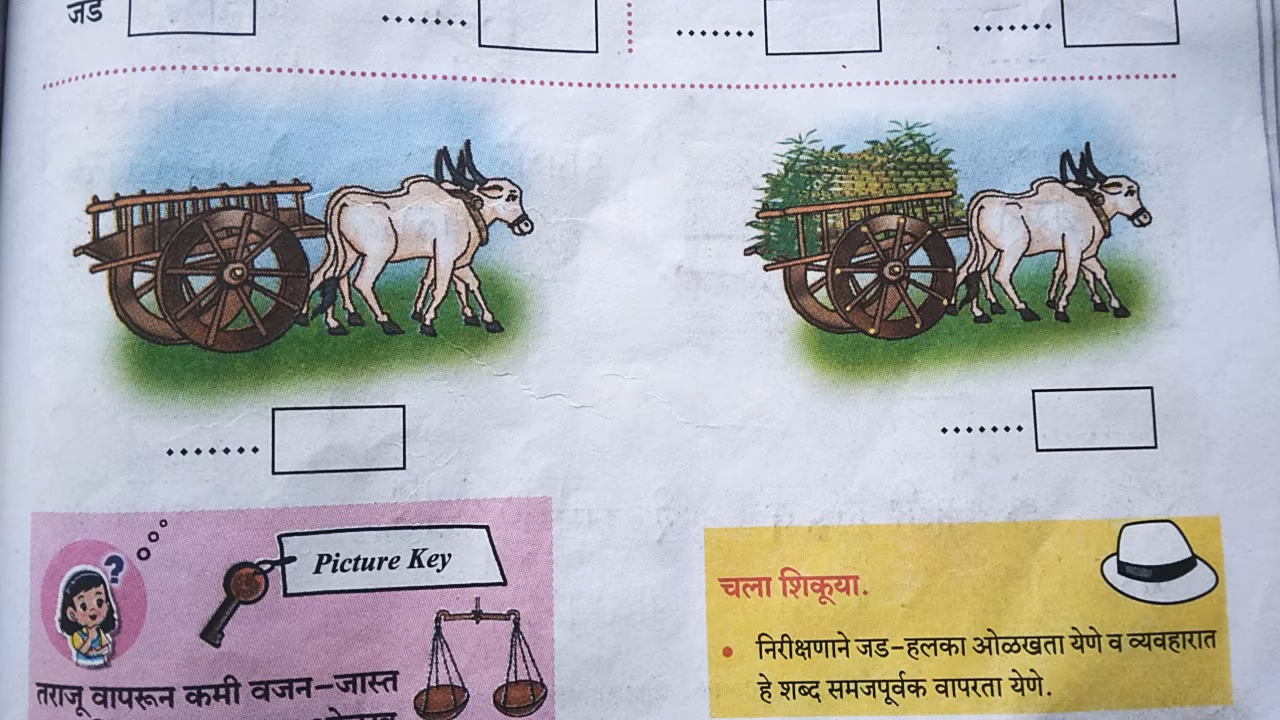 जड
Picture Key
तराजू वापरून कमी वजन-जास्त
चला शिकूया.
• निरीक्षणाने जड-हलका ओळखता येणे व व्यवहारात
हे शब्द समजपूर्वक वापरता येणे.